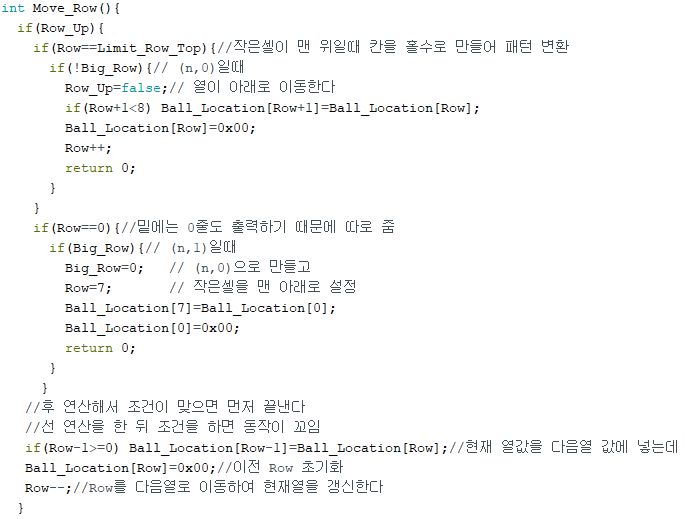 int Move_Row(){
  if(Row_Up){
    if(Row==Limit_Row_Top){//작은셀이 맨 위일때 칸을 홀수로 만들어 패턴 변환
      if(!Big_Row){// (n,0)일때
        Row_Up=false;// 열이 아래로 이동한다
        if(Row+1<8) Ball_Location[Row+1]=Ball_Location[Row];
        Ball_Location[Row]=0x00;
        Row++;
        return 0;
      }
    }
    if(Row==0){//밑에는 0줄도 출력하기 때문에 따로 줌
      if(Big_Row){// (n,1)일때
        Big_Row=0;   // (n,0)으로 만들고
        Row=7;       // 작은셀을 맨 아래로 설정
        Ball_Location[7]=Ball_Location[0];
        Ball_Location[0]=0x00;
        return 0;
      }
     }
   //후 연산해서 조건이 맞으면 먼저 끝낸다
   //선 연산을 한 뒤 조건을 하면 동작이 꼬임
   if(Row-1>=0) Ball_Location[Row-1]=Ball_Location[Row];//현재 열값을 다음열 값에 넣는데
   Ball_Location[Row]=0x00;//이전 Row 초기화
   Row--;//Row를 다음열로 이동하여 현재열을 갱신한다
  }